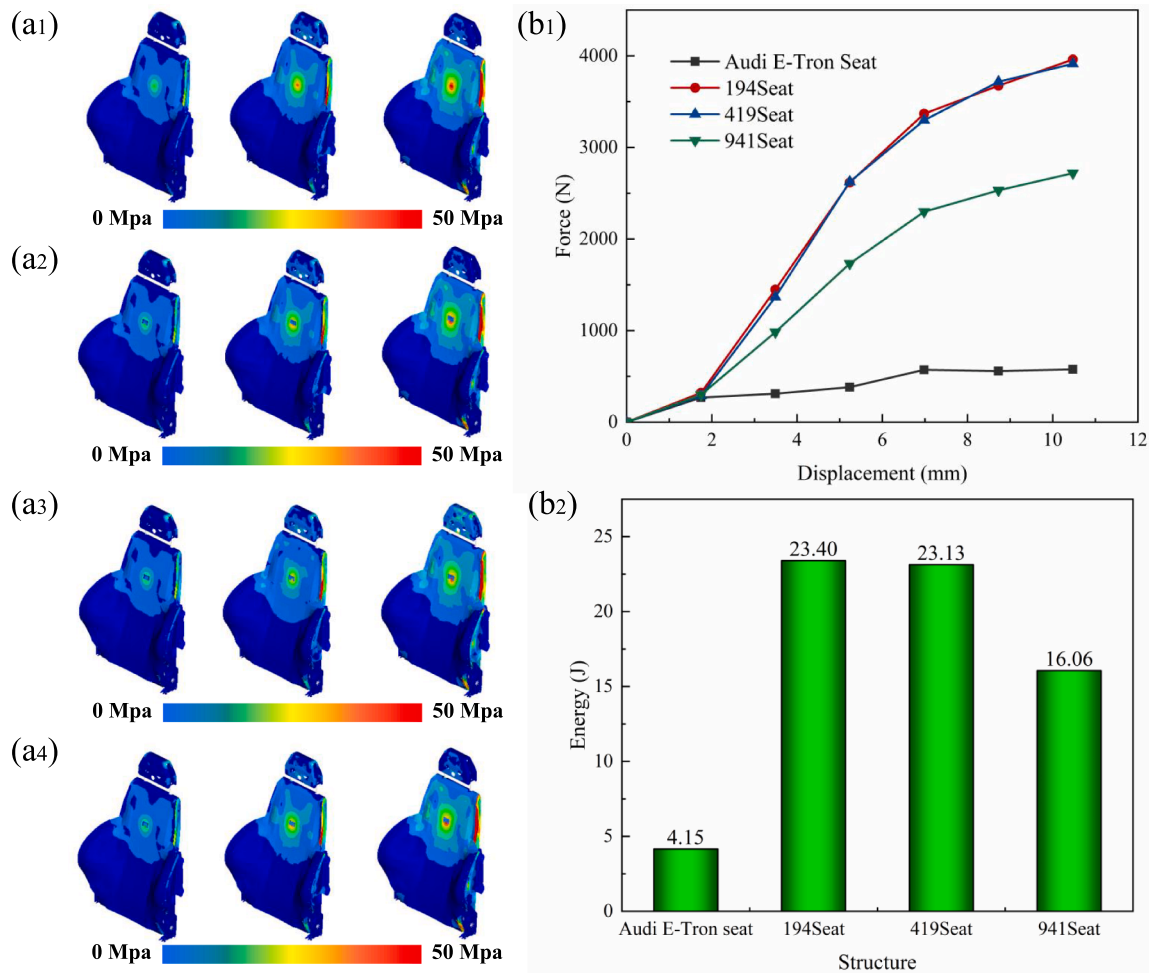 (a1)
0 Mpa 50 Mpa
(a2)
0 Mpa 50 Mpa
(a3)
0 Mpa 50 Mpa
(a4)
0 Mpa 50 Mpa
(b1)
Audi E-Tron Seat
194Seat
419Seat
941Seat
4000
3000
2000
1000
0
Force (N)
0 2 4 6 8 10 12
Displacement (mm)
(b2)
25
20
15
10
5
0
Energy (J)
4.15
23.40
23.13
16.06
Audi E-Tron seat 194Seat 419Seat 941Seat
Structure